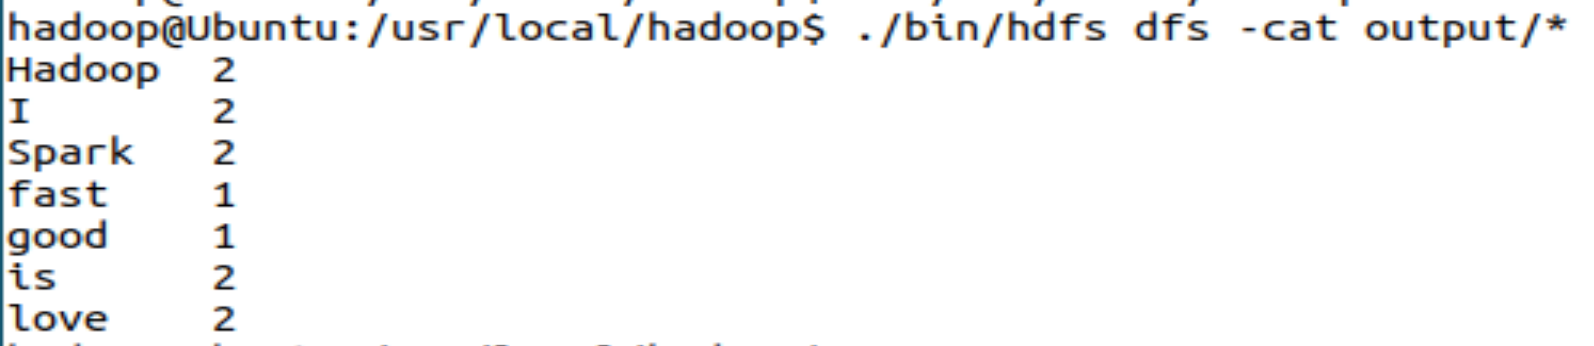 hadoop@Ubuntu:/usr/local/hadoop$ ./bin/hdfs dfs -cat output/*
Hadoop  2
I       2
Spark   2
fast    1
good    1
is      2
love    2